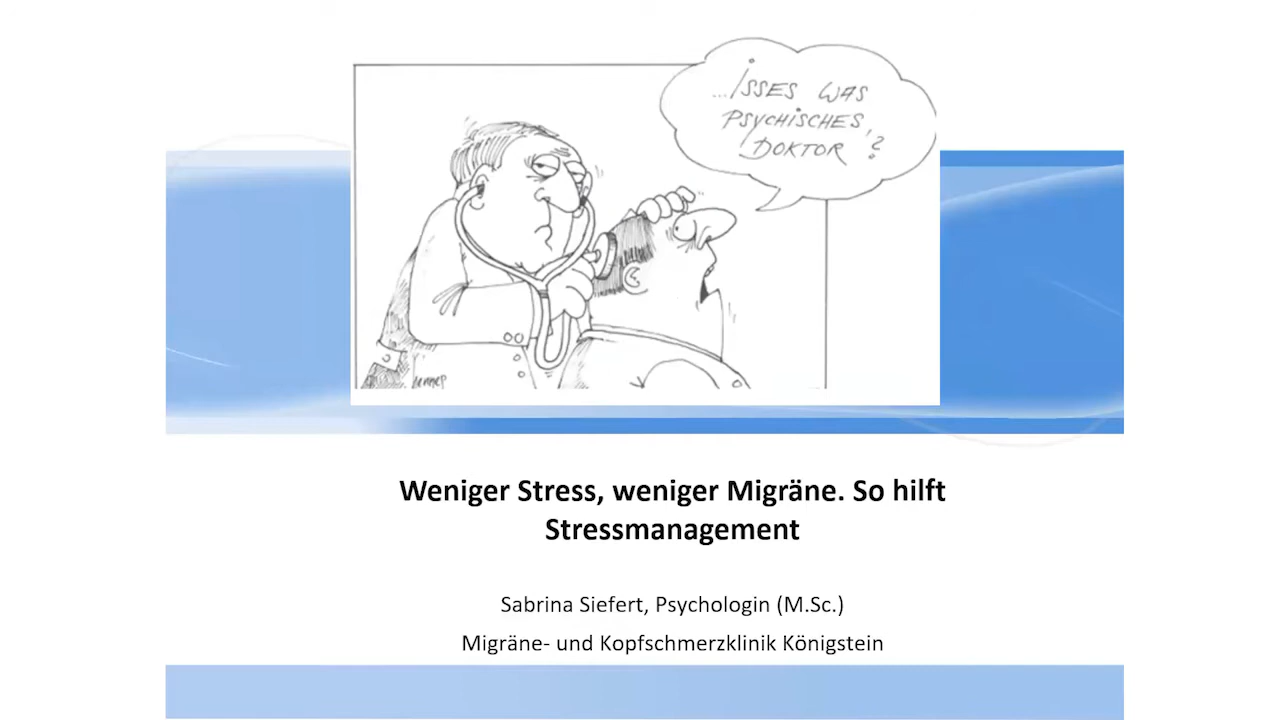 ...ISSES WAS
PSYCHISCHES,
DOKTOR ?
Weniger Stress, weniger Migräne. So hilft
Stressmanagement
Sabrina Siefert, Psychologin (M.Sc.)
Migräne- und Kopfschmerzklinik Königstein